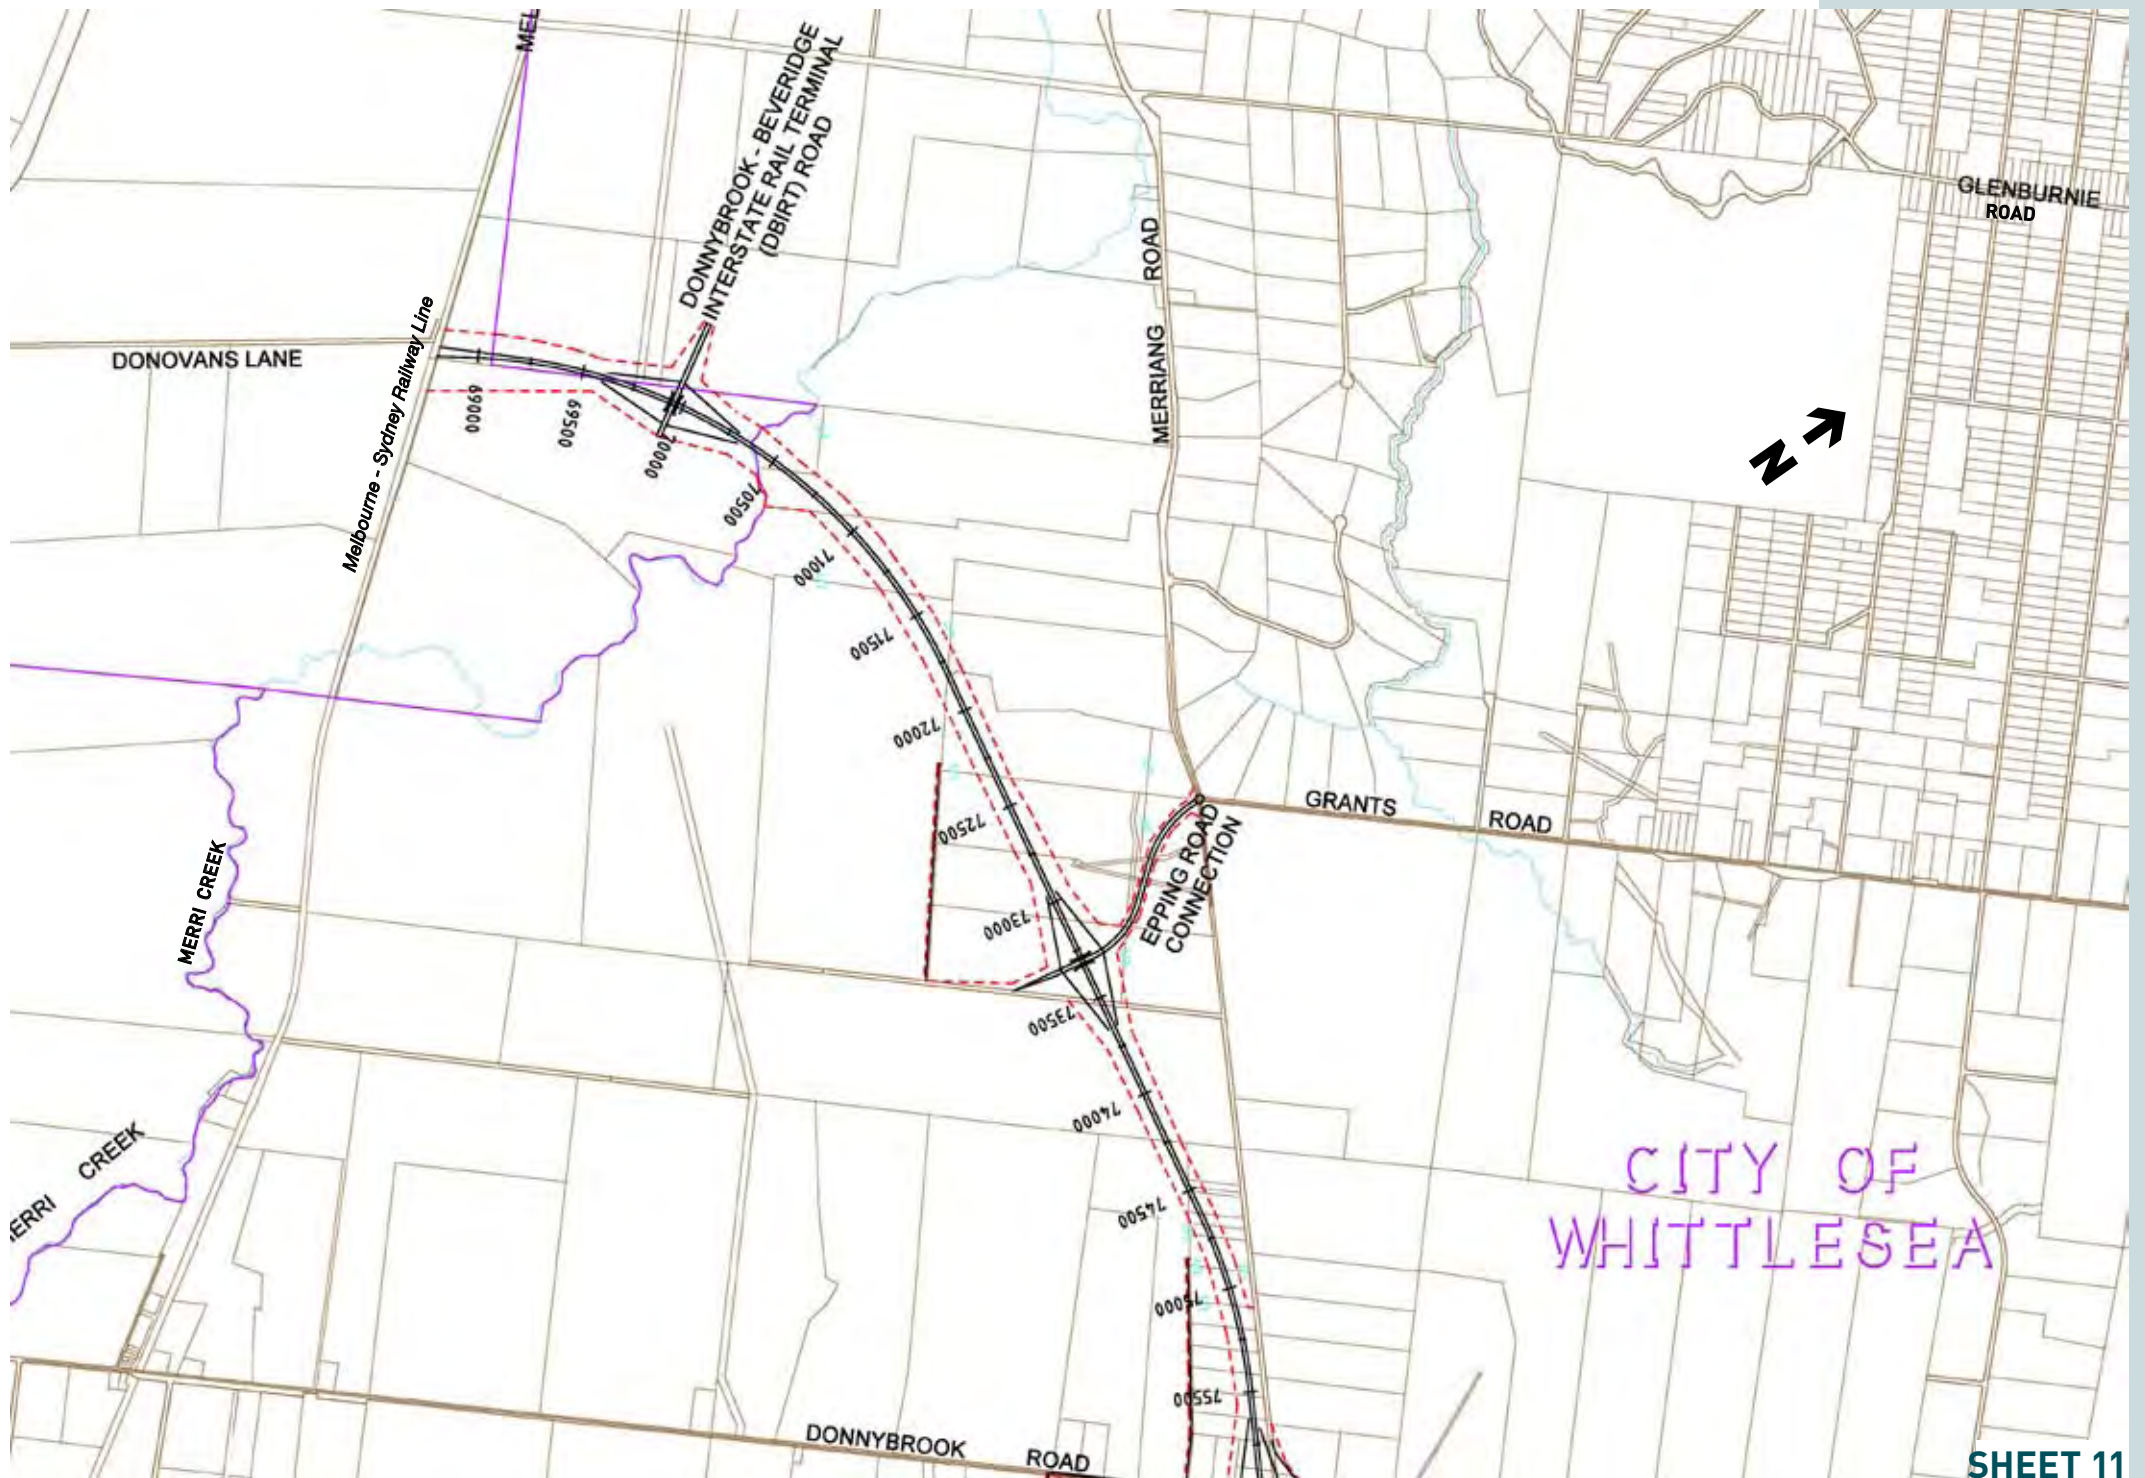 MEL
DONNYBROOK - BEVERIDGE
INTERSTATE RAIL TERMINAL
(DBIRT) ROAD
GLENBURNIE
ROAD
MERRIANG ROAD
DONOVANS LANE
Melbourne - Sydney Railway Line
N
69000
69500
70000
70500
71000
71500
72000
72500
73000
73500
74000
74500
75000
75500
GRANTS ROAD
EPPING ROAD
CONNECTION
MERRI CREEK
ERRI CREEK
CITY OF
WHITTLESEA
DONNYBROOK ROAD
SHEET 11